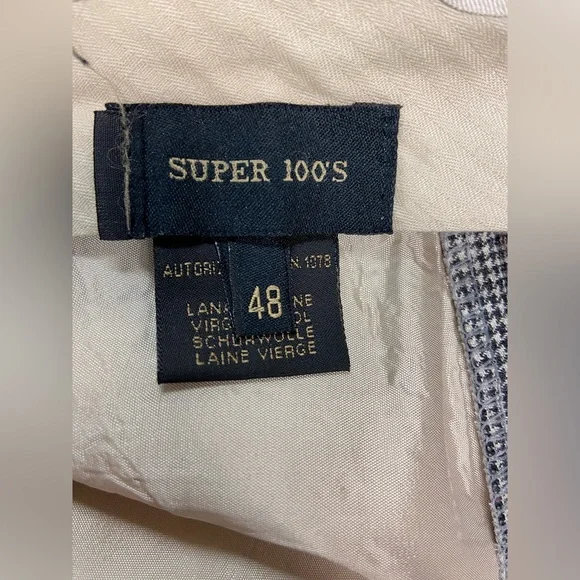 SUPER 100'S
N. 1078
48
SCHURWOLLE
LAINE VIERGE